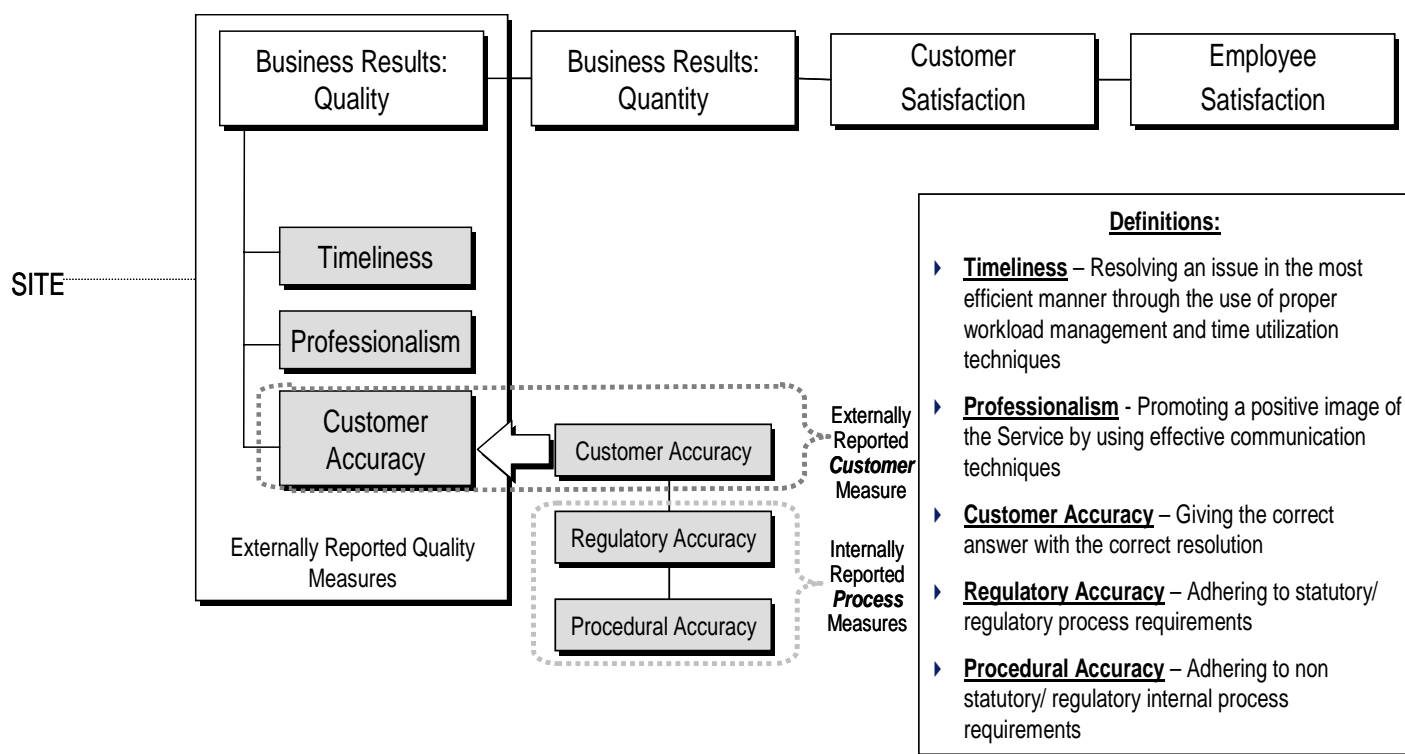 Business Results:
Quality
Business Results:
Quantity
Customer
Satisfaction
Employee
Satisfaction
SITE
Timeliness
Professionalism
Customer
Accuracy
Externally Reported Quality
Measures
Customer Accuracy
Regulatory Accuracy
Procedural Accuracy
Externally
Reported
Customer
Measure
Internally
Reported
Process
Measures
Definitions:
Timeliness – Resolving an issue in the most
efficient manner through the use of proper
workload management and time utilization
techniques
Professionalism - Promoting a positive image of
the Service by using effective communication
techniques
Customer Accuracy – Giving the correct
answer with the correct resolution
Regulatory Accuracy – Adhering to statutory/
regulatory process requirements
Procedural Accuracy – Adhering to non
statutory/ regulatory internal process
requirements